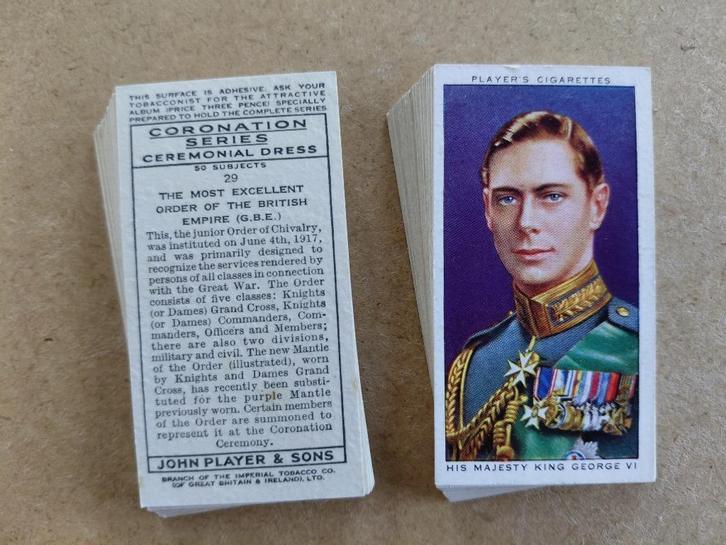 THIS SURFACE IS ADHESIVE. ASK YOUR
TOBACCONIST FOR THE ATTRACTIVE
ALBUM (PRICE THREE PENCE) SPECIALLY
PREPARED TO HOLD THE COMPLETE SERIES
CORONATION
SERIES
CEREMONIAL DRESS
50 SUBJECTS
29
THE MOST EXCELLENT
ORDER OF THE BRITISH
EMPIRE (G.B.E.)
This, the junior Order of Chivalry,
was instituted on June 4th, 1917,
and was primarily designed to
recognize the services rendered by
persons of all classes in connection
with the Great War. The Order
consists of five classes: Knights
(or Dames) Grand Cross, Knights
(or Dames) Commanders, Com-
manders, Officers and Members;
there are also two divisions,
military and civil. The new Mantle
of the Order (illustrated), worn
by Knights and Dames Grand
Cross, has recently been substi-
tuted for the purple Mantle
previously worn. Certain members
of the Order are summoned to
represent it at the Coronation
Ceremony.
JOHN PLAYER & SONS
BRANCH OF THE IMPERIAL TOBACCO CO.
(OF GREAT BRITAIN & IRELAND), LTD.
PLAYER'S CIGARETTES
HIS MAJESTY KING GEORGE VI